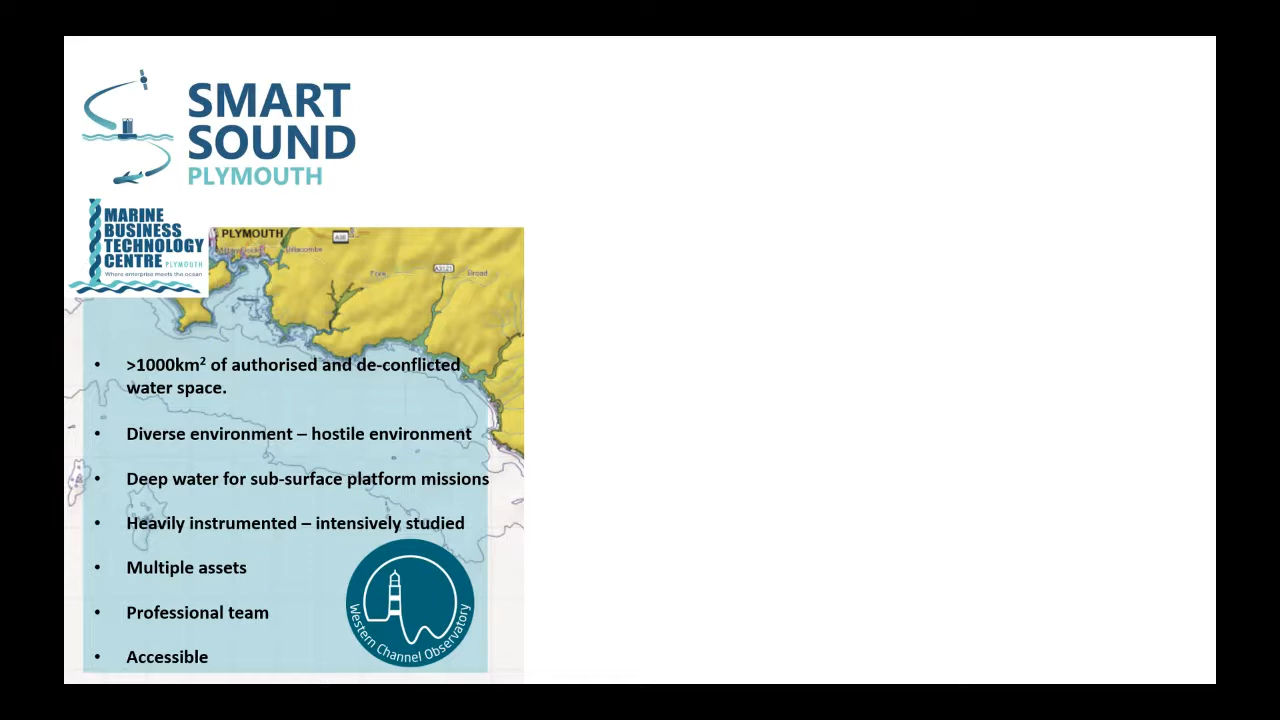 SMART
SOUND
PLYMOUTH
MARINE
BUSINESS
TECHNOLOGY
CENTRE PLYMOUTH
Where enterprise meets the ocean
PLYMOUTH
A38
A3121
• >1000km² of authorised and de-conflicted
water space.
• Diverse environment – hostile environment
• Deep water for sub-surface platform missions
• Heavily instrumented – intensively studied
• Multiple assets
• Professional team
• Accessible
Western Channel Observatory